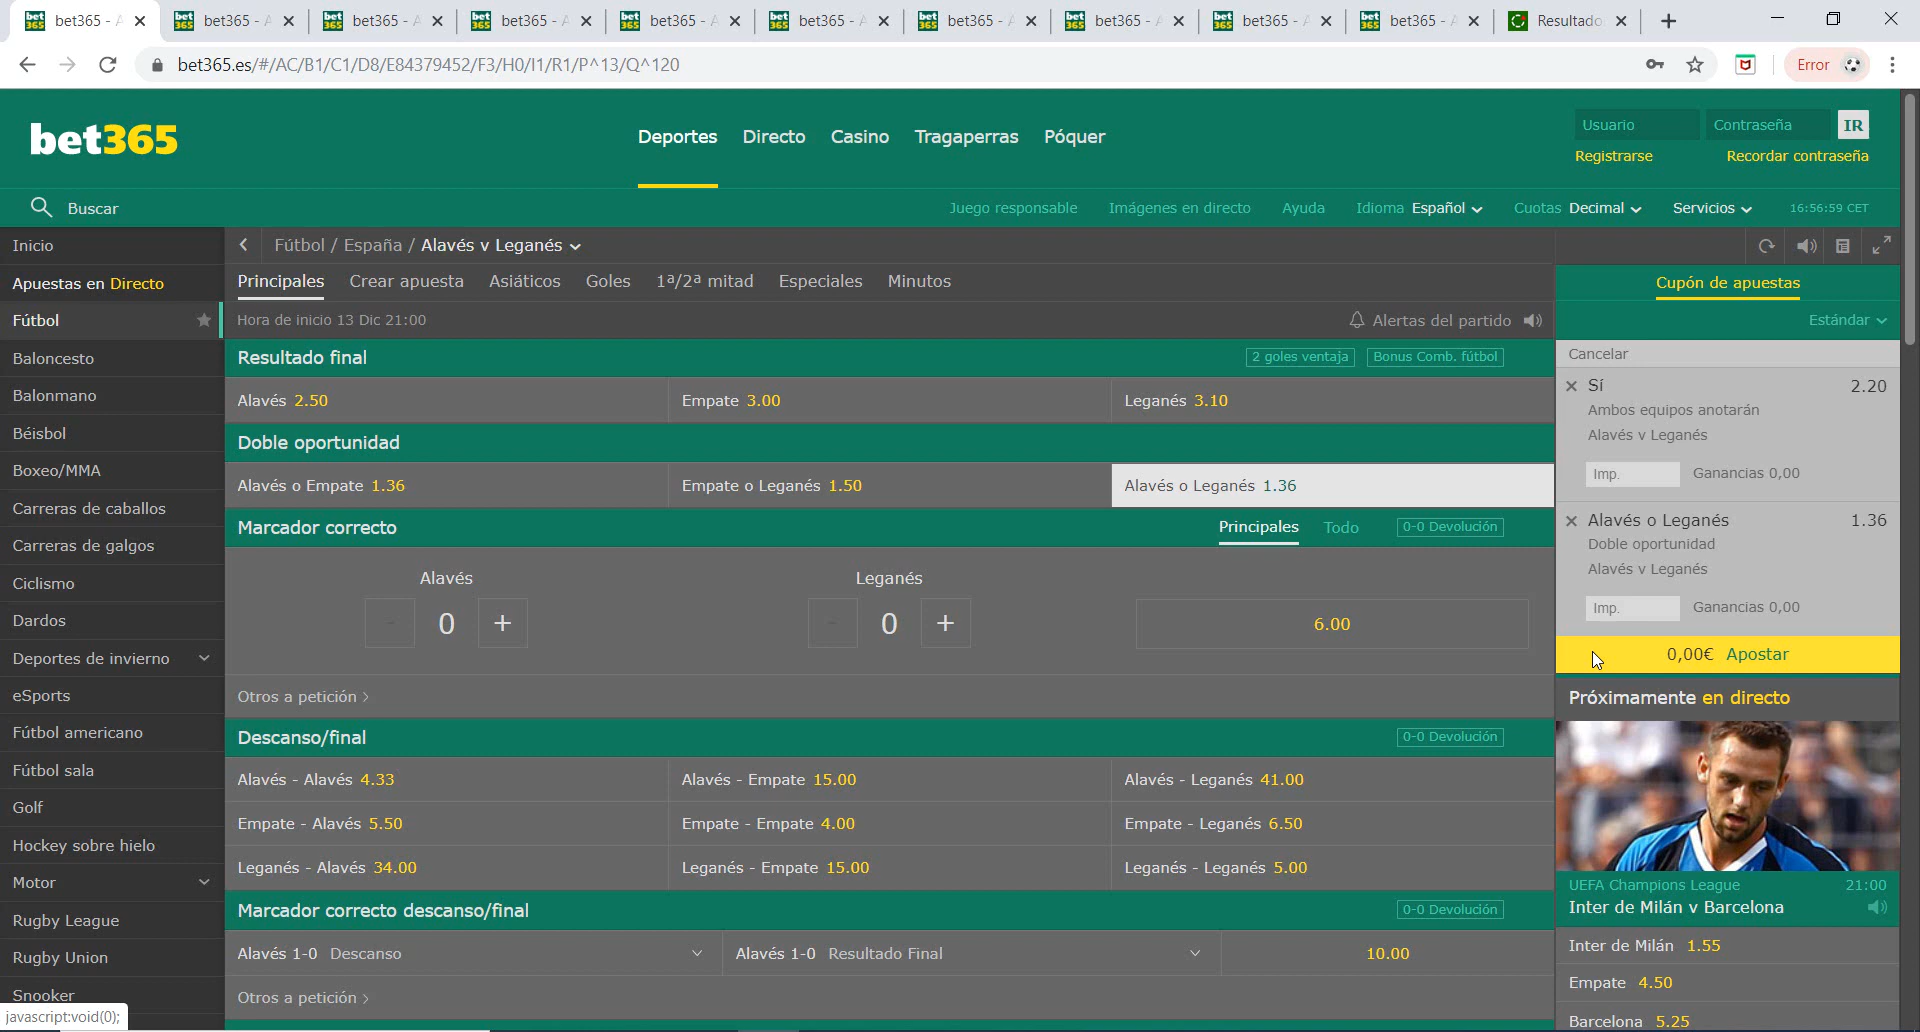 bet365 - A
bet365 - A
bet365 - A
bet365 - A
bet365 - A
bet365 - A
bet365 - A
bet365 - A
bet365 - A
bet365 - A
Resultado
bet365.es/#/AC/B1/C1/D8/E84379452/F3/H0/I1/R1/P^13/Q^120
Error
bet365
Deportes Directo Casino Tragaperras Póquer
Usuario Contraseña IR
Registrarse Recordar contraseña
Buscar
Juego responsable Imágenes en directo Ayuda Idioma Español Cuotas Decimal Servicios 16:56:59 CET
Inicio
Apuestas en Directo
Fútbol
Baloncesto
Balonmano
Béisbol
Boxeo/MMA
Carreras de caballos
Carreras de galgos
Ciclismo
Dardos
Deportes de invierno
eSports
Fútbol americano
Fútbol sala
Golf
Hockey sobre hielo
Motor
Rugby League
Rugby Union
Snooker
javascript:void(0);
Fútbol / España / Alavés v Leganés
Principales Crear apuesta Asiáticos Goles 1ª/2ª mitad Especiales Minutos
Hora de inicio 13 Dic 21:00 Alertas del partido
Resultado final 2 goles ventaja Bonus Comb. fútbol
Alavés 2.50 Empate 3.00 Leganés 3.10
Doble oportunidad
Alavés o Empate 1.36 Empate o Leganés 1.50 Alavés o Leganés 1.36
Marcador correcto Principales Todo 0-0 Devolución
Alavés Leganés
- 0 + - 0 + 6.00
Otros a petición >
Descanso/final 0-0 Devolución
Alavés - Alavés 4.33 Alavés - Empate 15.00 Alavés - Leganés 41.00
Empate - Alavés 5.50 Empate - Empate 4.00 Empate - Leganés 6.50
Leganés - Alavés 34.00 Leganés - Empate 15.00 Leganés - Leganés 5.00
Marcador correcto descanso/final 0-0 Devolución
Alavés 1-0 Descanso Alavés 1-0 Resultado Final 10.00
Otros a petición >
Cupón de apuestas
Estándar
Cancelar
Sí 2.20
Ambos equipos anotarán
Alavés v Leganés
Imp. Ganancias 0,00
Alavés o Leganés 1.36
Doble oportunidad
Alavés v Leganés
Imp. Ganancias 0,00
0,00€ Apostar
Próximamente en directo
UEFA Champions League 21:00
Inter de Milán v Barcelona
Inter de Milán 1.55
Empate 4.50
Barcelona 5.25